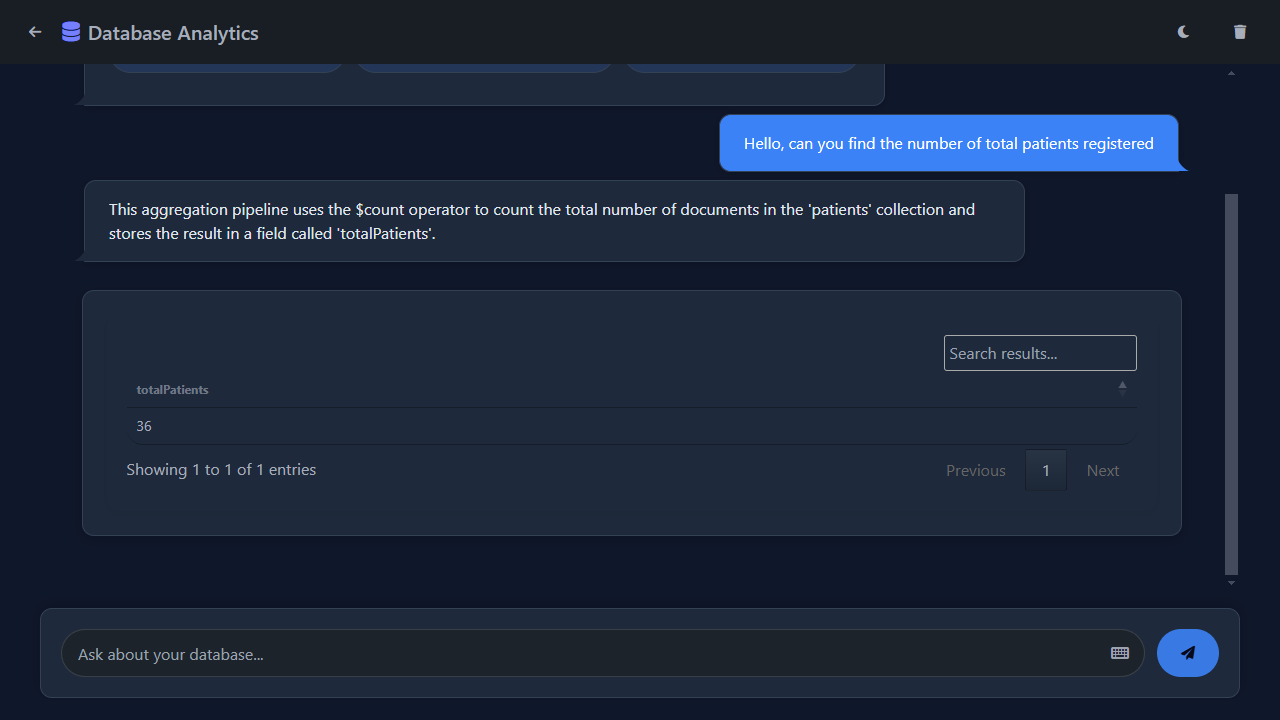 Database Analytics
Hello, can you find the number of total patients registered
This aggregation pipeline uses the $count operator to count the total number of documents in the 'patients' collection and
stores the result in a field called 'totalPatients'.
Search results...
totalPatients
36
Showing 1 to 1 of 1 entries
Previous 1 Next
Ask about your database...